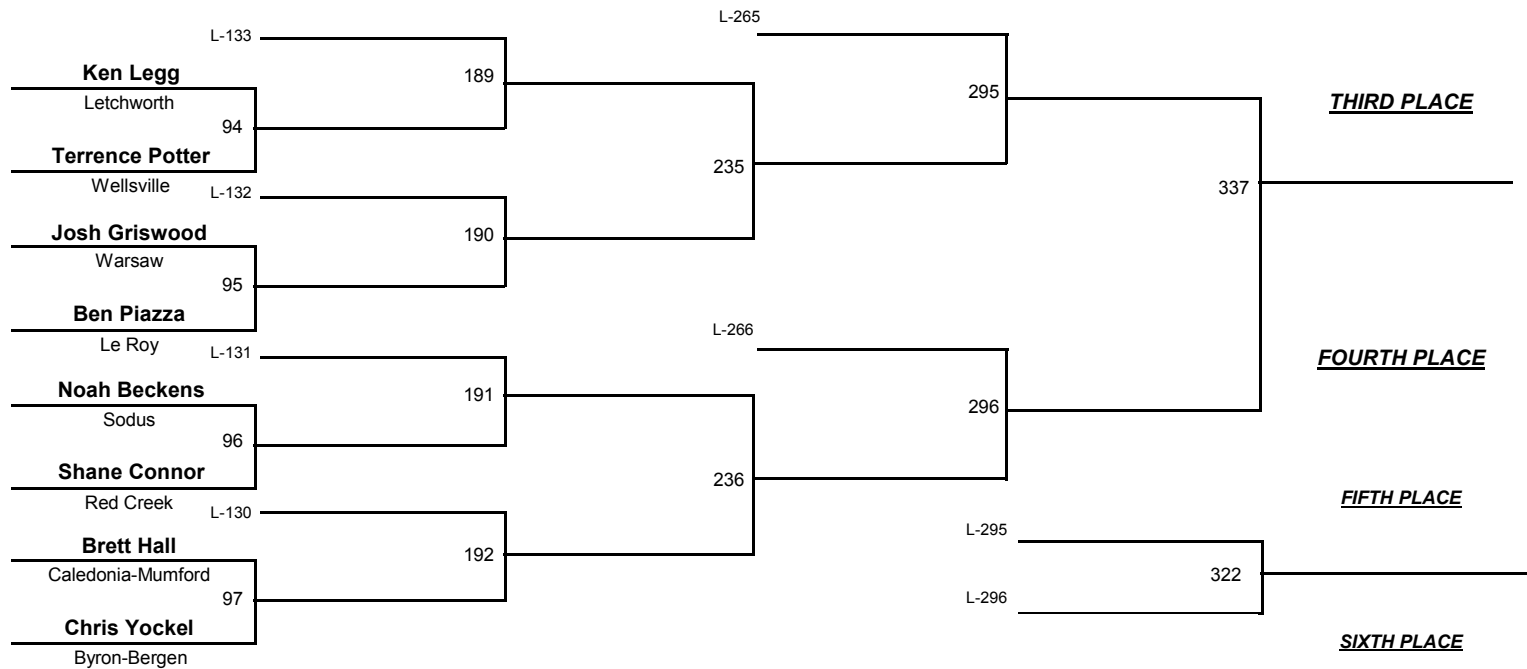 L-265
L-133
Ken Legg
189
Letchworth
295
THIRD PLACE
94
Terrence Potter
235
Wellsville
L-132
337
Josh Griswood
190
Warsaw
95
Ben Piazza
L-266
Le Roy
L-131
FOURTH PLACE
Noah Beckens
191
Sodus
296
96
Shane Connor
236
Red Creek
FIFTH PLACE
L-130
L-295
Brett Hall
192
Caledonia-Mumford
322
97
L-296
Chris Yockel
SIXTH PLACE
Byron-Bergen